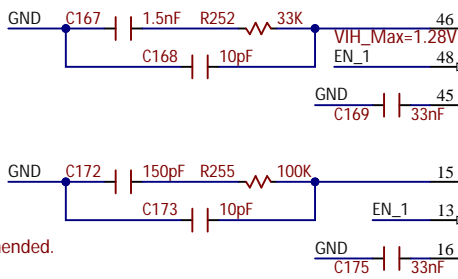 GND C167 1.5nF R252 33K 46
VIH_Max=1.28V
C168 10pF EN_1 48
GND 45
C169 33nF
GND C172 150pF R255 100K 15
C173 10pF EN_1 13
GND 16
C175 33nF